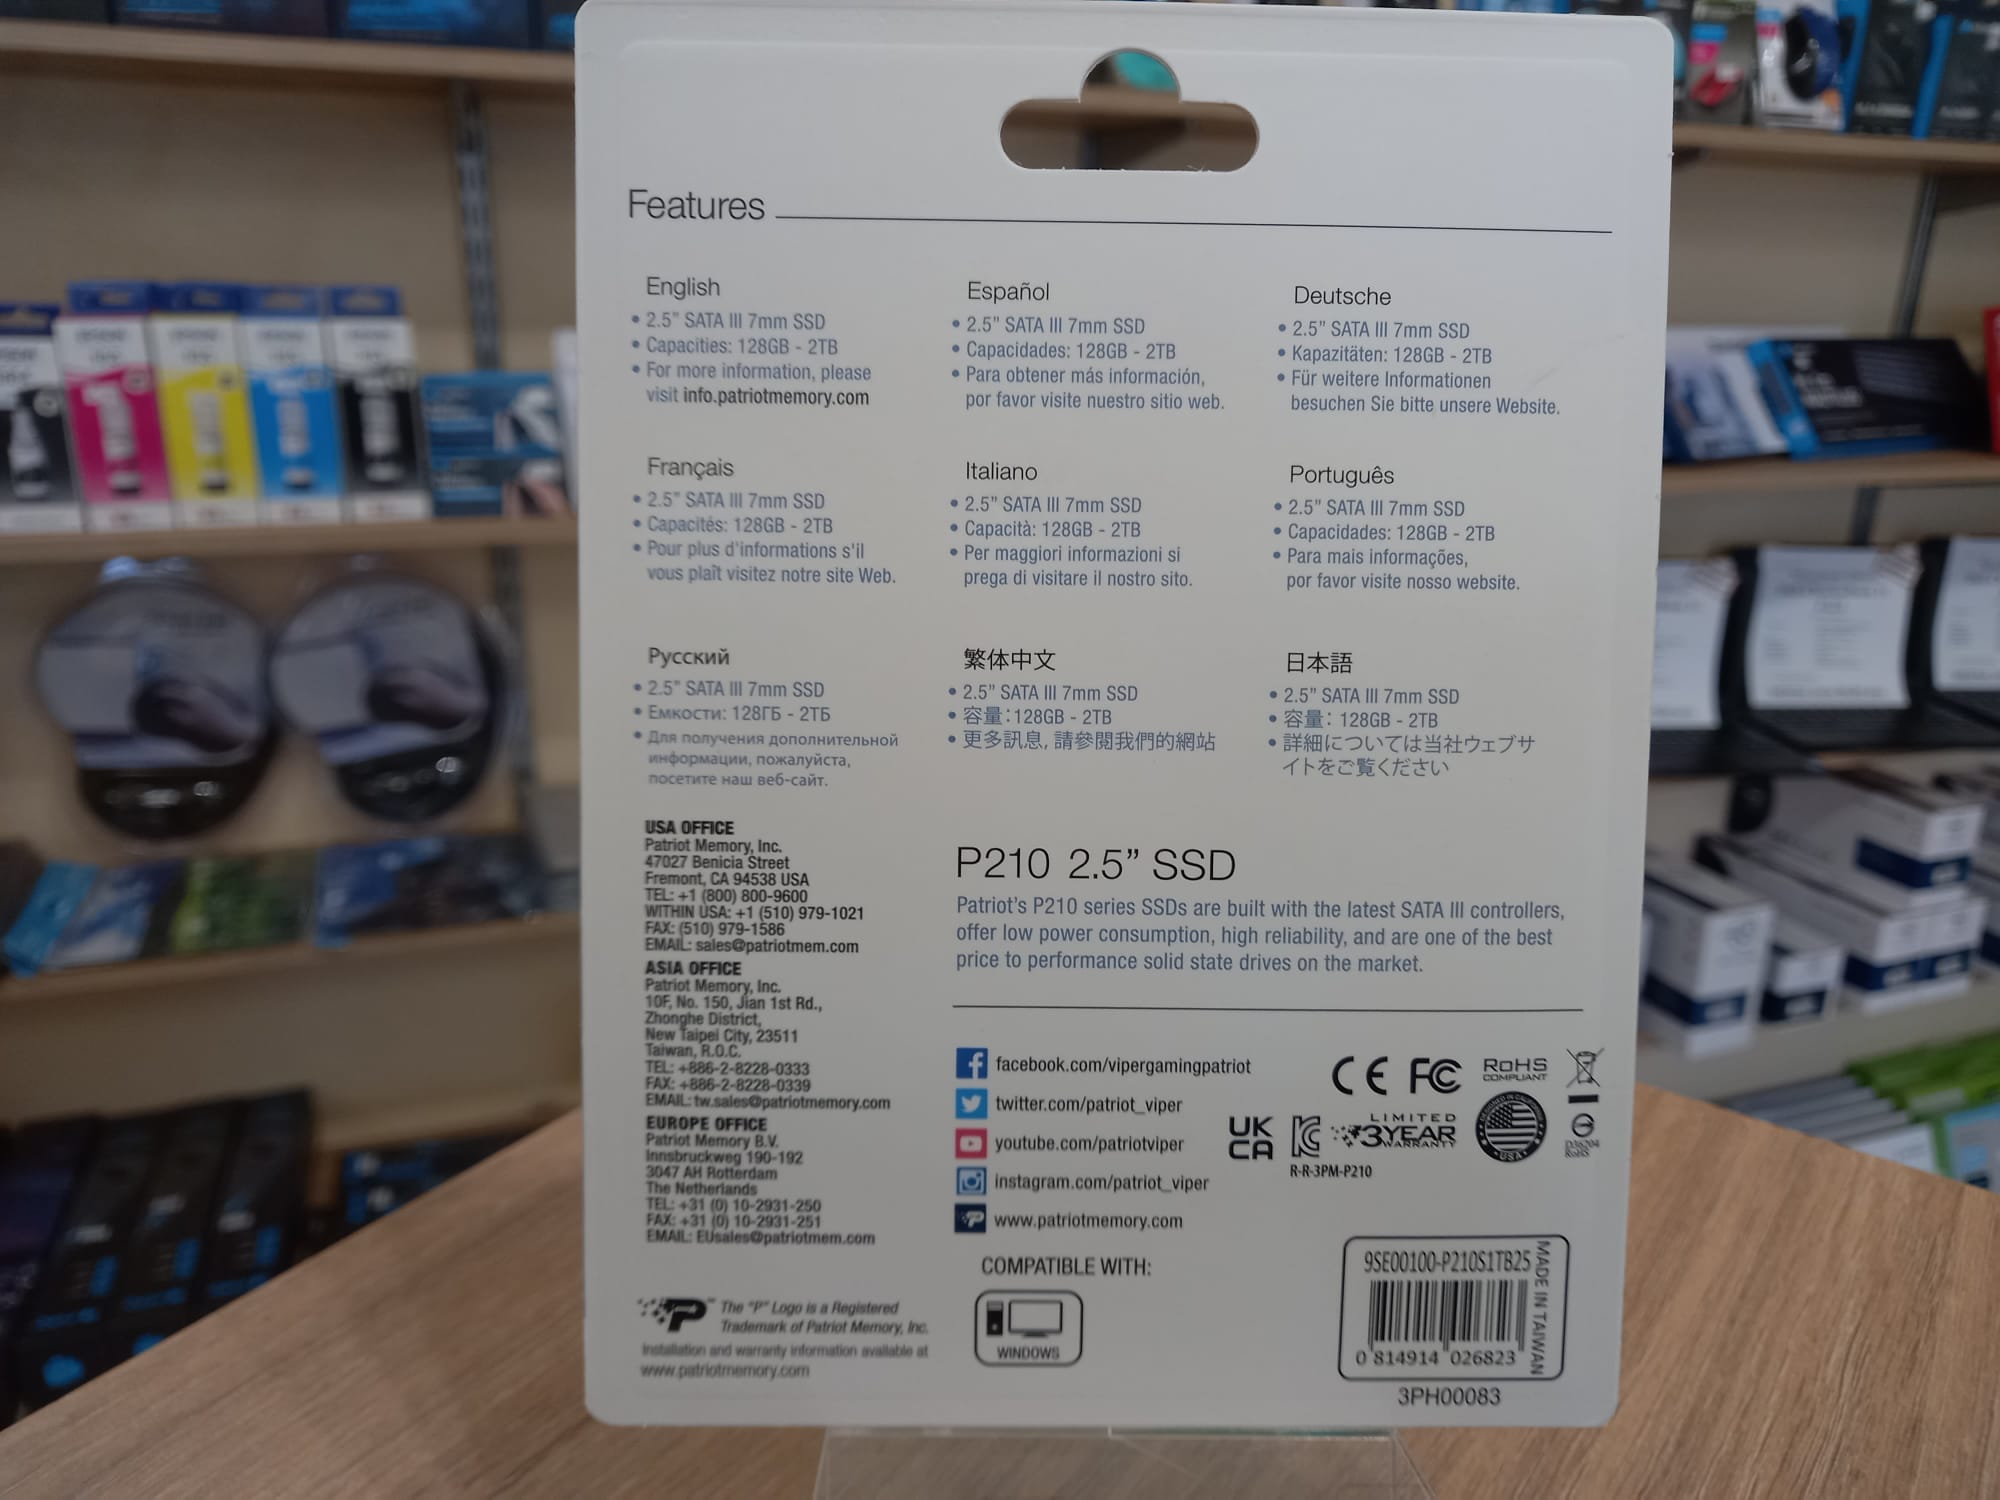 Features
English
• 2.5" SATA III 7mm SSD
• Capacities: 128GB - 2TB
• For more information, please
visit info.patriotmemory.com
Español
• 2.5" SATA III 7mm SSD
• Capacidades: 128GB - 2TB
• Para obtener más información,
por favor visite nuestro sitio web.
Deutsche
• 2.5" SATA III 7mm SSD
• Kapazitäten: 128GB - 2TB
• Für weitere Informationen
besuchen Sie bitte unsere Website.
Français
• 2.5" SATA III 7mm SSD
• Capacités: 128GB - 2TB
• Pour plus d'informations s'il
vous plaît visitez notre site Web.
Italiano
• 2.5" SATA III 7mm SSD
• Capacità: 128GB - 2TB
• Per maggiori informazioni si
prega di visitare il nostro sito.
Português
• 2.5" SATA III 7mm SSD
• Capacidades: 128GB - 2TB
• Para mais informações,
por favor visite nosso website.
Русский
• 2.5" SATA III 7mm SSD
• Емкости: 128ГБ - 2ТБ
• Для получения дополнительной
информации, пожалуйста,
посетите наш веб-сайт.
繁体中文
• 2.5" SATA III 7mm SSD
• 容量：128GB - 2TB
• 更多訊息, 請參閱我們的網站
日本語
• 2.5" SATA III 7mm SSD
• 容量： 128GB - 2TB
• 詳細については当社ウェブサ
イトをご覧ください
USA OFFICE
Patriot Memory, Inc.
47027 Benicia Street
Fremont, CA 94538 USA
TEL: +1 (800) 800-9600
WITHIN USA: +1 (510) 979-1021
FAX: (510) 979-1586
EMAIL: sales@patriotmem.com
ASIA OFFICE
Patriot Memory, Inc.
10F, No. 150, Jian 1st Rd.,
Zhonghe District,
New Taipei City, 23511
Taiwan, R.O.C.
TEL: +886-2-8228-0333
FAX: +886-2-8228-0339
EMAIL: tw.sales@patriotmemory.com
EUROPE OFFICE
Patriot Memory B.V.
Innsbruckweg 190-192
3047 AH Rotterdam
The Netherlands
TEL: +31 (0) 10-2931-250
FAX: +31 (0) 10-2931-251
EMAIL: EUsales@patriotmem.com
P™ The "P" Logo is a Registered
Trademark of Patriot Memory, Inc.
Installation and warranty information available at
www.patriotmemory.com
P210 2.5" SSD
Patriot's P210 series SSDs are built with the latest SATA III controllers,
offer low power consumption, high reliability, and are one of the best
price to performance solid state drives on the market.
facebook.com/vipergamingpatriot
twitter.com/patriot_viper
youtube.com/patriotviper
instagram.com/patriot_viper
www.patriotmemory.com
CE FC RoHS
COMPLIANT
UK
CA
LIMITED
3YEAR
WARRANTY
USA
D36204
RoHS
R-R-3PM-P210
COMPATIBLE WITH:
WINDOWS
9SE00100-P210S1TB25
MADE IN TAIWAN
0 814914 026823
3PH00083